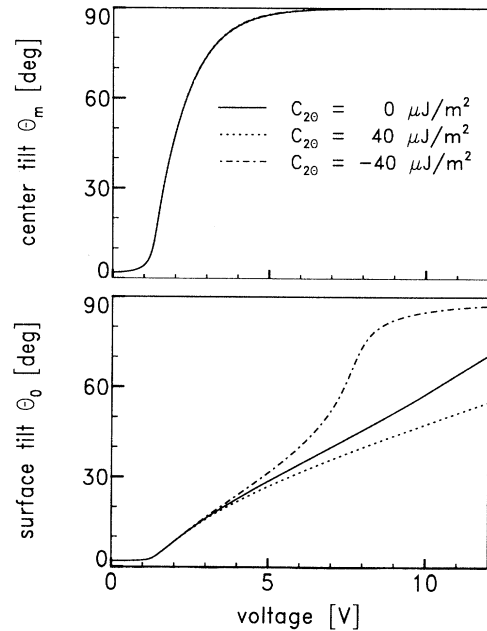 90
60
30
0
center tilt Θm [deg]
C2Θ = 0 μJ/m²
C2Θ = 40 μJ/m²
C2Θ = −40 μJ/m²
90
60
30
0
surface tilt Θ0 [deg]
0 5 10
voltage [V]